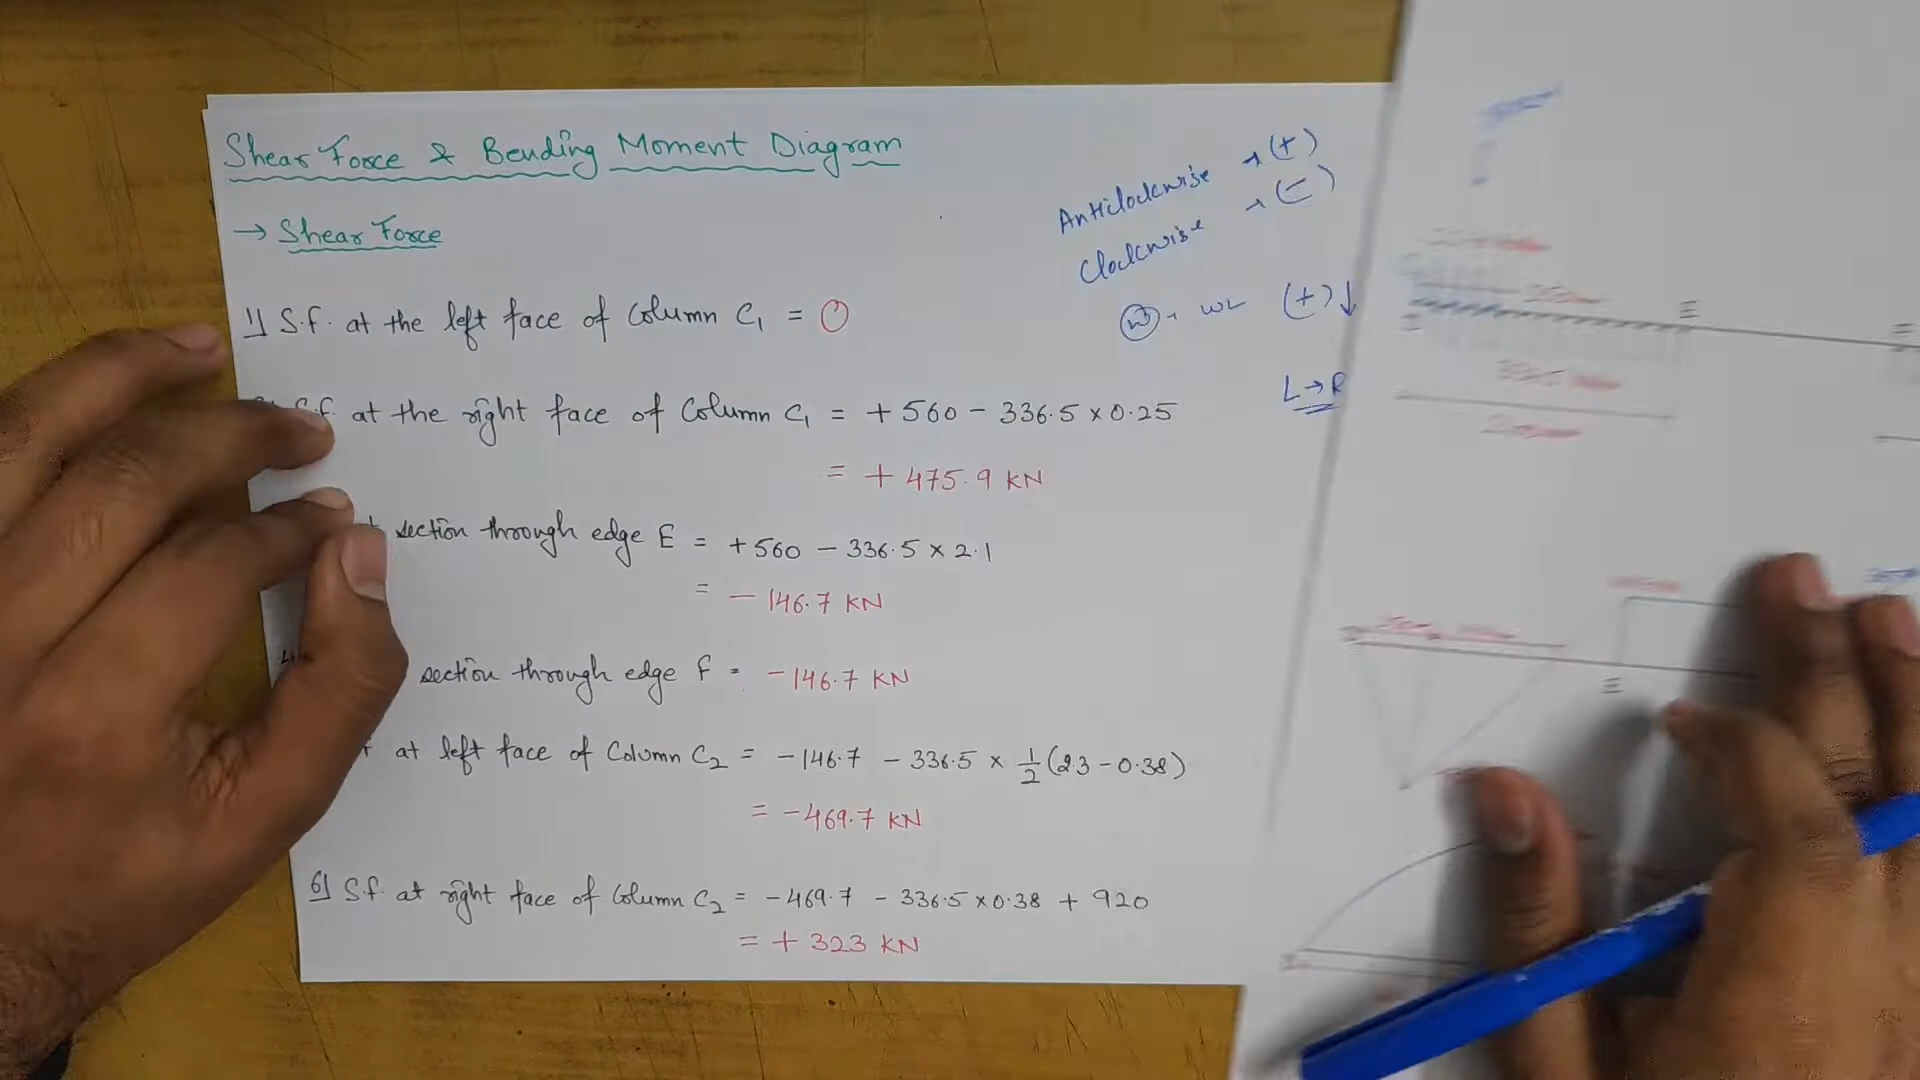 Shear Force & Bending Moment Diagram
→ Shear Force
Anticlockwise → (+)
Clockwise → (-)
W → WL (+)↓
L→R
1) S.f. at the left face of Column C₁ = 0
S.f. at the right face of Column C₁ = + 560 - 336.5 × 0.25
= + 475.9 KN
section through edge E = +560 - 336.5 × 2.1
= - 146.7 KN
section through edge F = -146.7 KN
at left face of Column C₂ = -146.7 - 336.5 × 1/2 (2.3 - 0.38)
= -469.7 KN
6) S.f. at right face of Column C₂ = -469.7 - 336.5 × 0.38 + 920
= + 323 KN
E
E